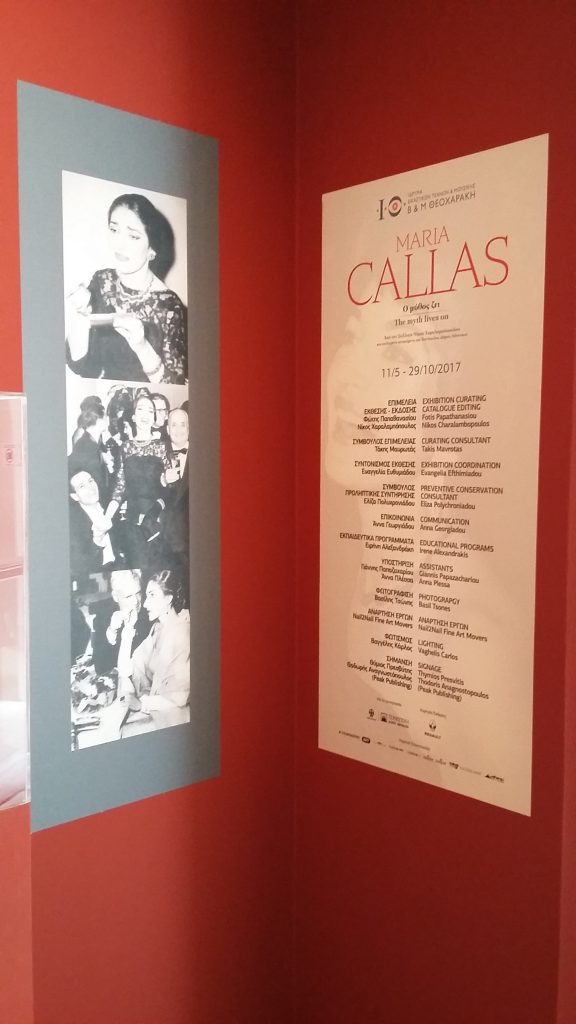 ΙΔΡΥΜΑ
ΕΙΚΑΣΤΙΚΩΝ ΤΕΧΝΩΝ & ΜΟΥΣΙΚΗΣ
Β & Μ ΘΕΟΧΑΡΑΚΗ
MARIA
CALLAS
Ο μύθος ζει
The myth lives on
11/5 - 29/10/2017
ΕΠΙΜΕΛΕΙΑ EXHIBITION CURATING
ΕΚΘΕΣΗΣ - ΕΚΔΟΣΗΣ CATALOGUE EDITING
Φώτης Παπαθανασίου Fotis Papathanasiou
Νίκος Χαραλαμπόπουλος Nikos Charalambopoulos
ΣΥΜΒΟΥΛΟΣ ΕΠΙΜΕΛΕΙΑΣ CURATING CONSULTANT
Τάκης Μαυρωτάς Takis Mavrotas
ΣΥΝΤΟΝΙΣΜΟΣ ΕΚΘΕΣΗΣ EXHIBITION COORDINATION
Ευαγγελία Ευθυμιάδου Evangelia Efthimiadou
ΣΥΜΒΟΥΛΟΣ PREVENTIVE CONSERVATION
ΠΡΟΛΗΠΤΙΚΗΣ ΣΥΝΤΗΡΗΣΗΣ CONSULTANT
Ελίζα Πολυχρονιάδου Eliza Polychroniadou
ΕΠΙΚΟΙΝΩΝΙΑ COMMUNICATION
Άννα Γεωργιάδου Anna Georgiadou
ΕΚΠΑΙΔΕΥΤΙΚΑ ΠΡΟΓΡΑΜΜΑΤΑ EDUCATIONAL PROGRAMS
Ειρήνη Αλεξανδράκη Irene Alexandrakis
ΥΠΟΣΤΗΡΙΞΗ ASSISTANTS
Γιάννης Παπαζαχαρίου Giannis Papazachariou
Άννα Πλέσσα Anna Plessa
ΦΩΤΟΓΡΑΦΙΣΗ PHOTOGRAPGY
Βασίλης Τσώνης Basil Tsones
ΑΝΑΡΤΗΣΗ ΕΡΓΩΝ ΑΝΑΡΤΗΣΗ ΕΡΓΩΝ
Nail2Nail Fine Art Movers Nail2Nail Fine Art Movers
ΦΩΤΙΣΜΟΣ LIGHTING
Βαγγέλης Κάρλος Vaghelis Carlos
ΣΗΜΑΝΣΗ SIGNAGE
Θύμιος Πρεσβύτης Thymios Presvitis
Θοδωρής Αναγνωστόπουλος Thodoris Anagnostopoulos
(Peak Publishing) (Peak Publishing)
RENAULT